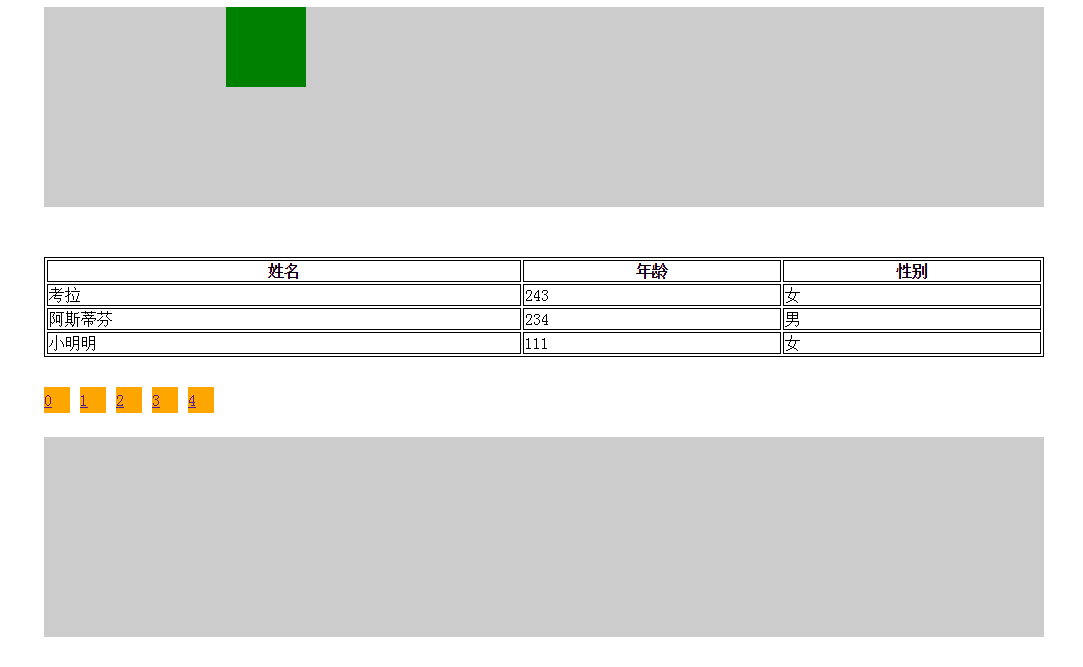 姓名 年龄 性别
考拉 243 女
阿斯蒂芬 234 男
小明明 111 女
0 1 2 3 4